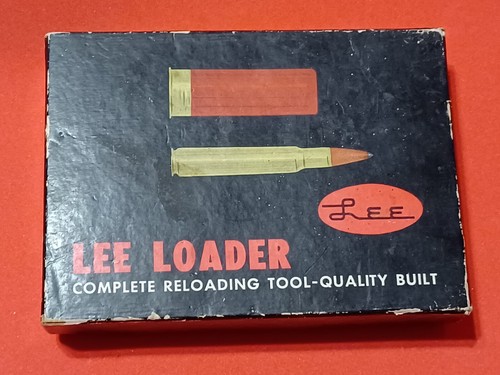 LEE
LEE LOADER
COMPLETE RELOADING TOOL-QUALITY BUILT